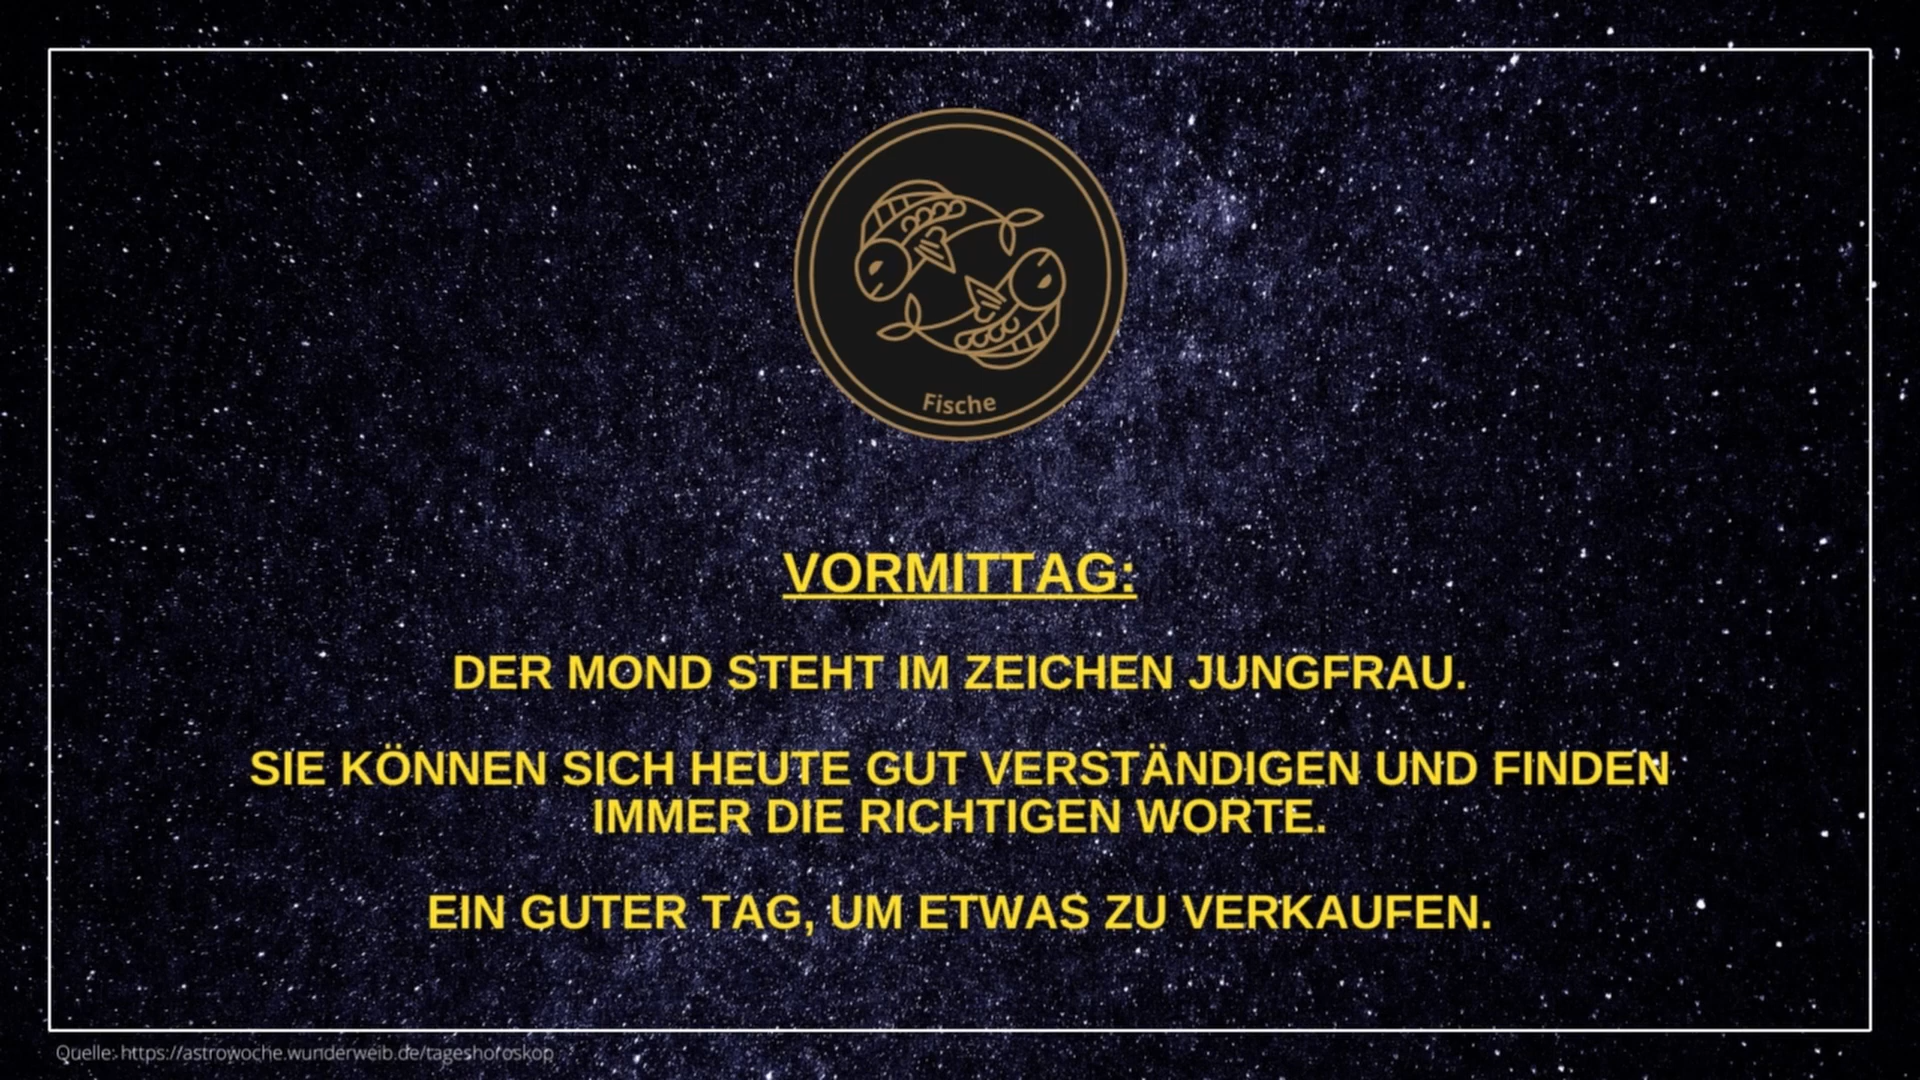 Fische
VORMITTAG:
DER MOND STEHT IM ZEICHEN JUNGFRAU.
SIE KÖNNEN SICH HEUTE GUT VERSTÄNDIGEN UND FINDEN
IMMER DIE RICHTIGEN WORTE.
EIN GUTER TAG, UM ETWAS ZU VERKAUFEN.
Quelle: https://astrowoche.wunderweib.de/tageshoroskop